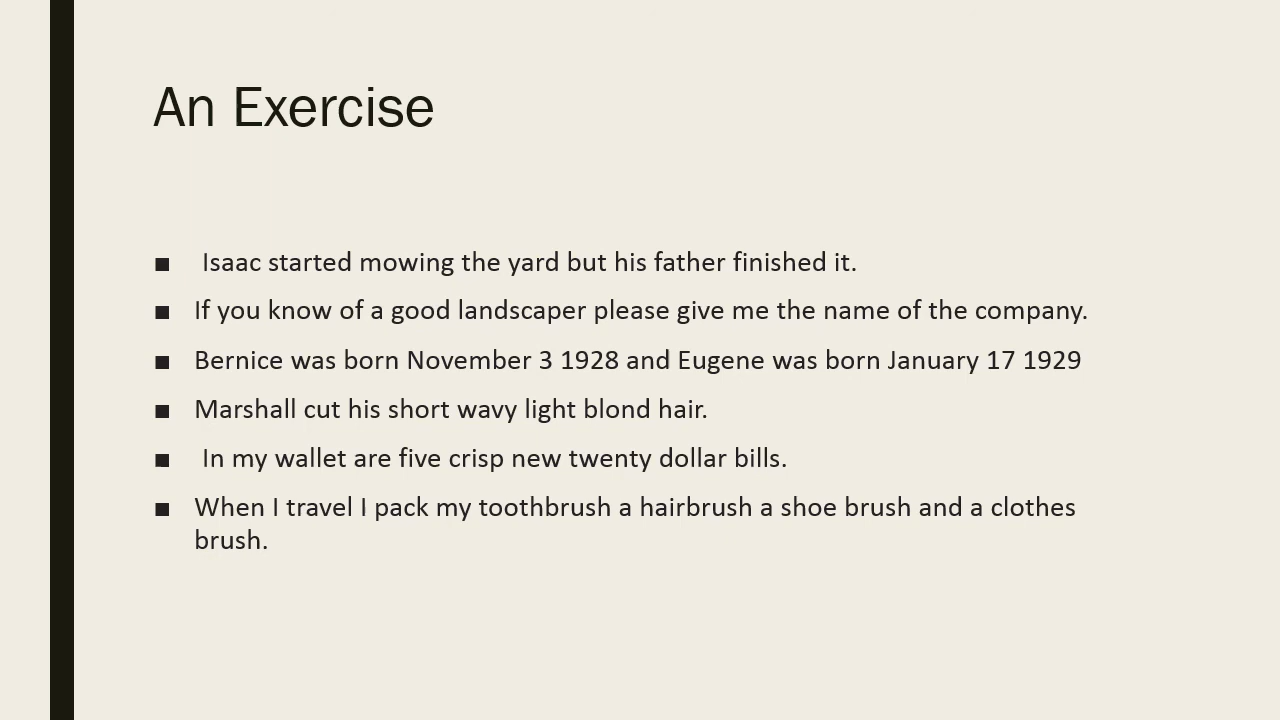 An Exercise
■ Isaac started mowing the yard but his father finished it.
■ If you know of a good landscaper please give me the name of the company.
■ Bernice was born November 3 1928 and Eugene was born January 17 1929
■ Marshall cut his short wavy light blond hair.
■ In my wallet are five crisp new twenty dollar bills.
■ When I travel I pack my toothbrush a hairbrush a shoe brush and a clothes
brush.